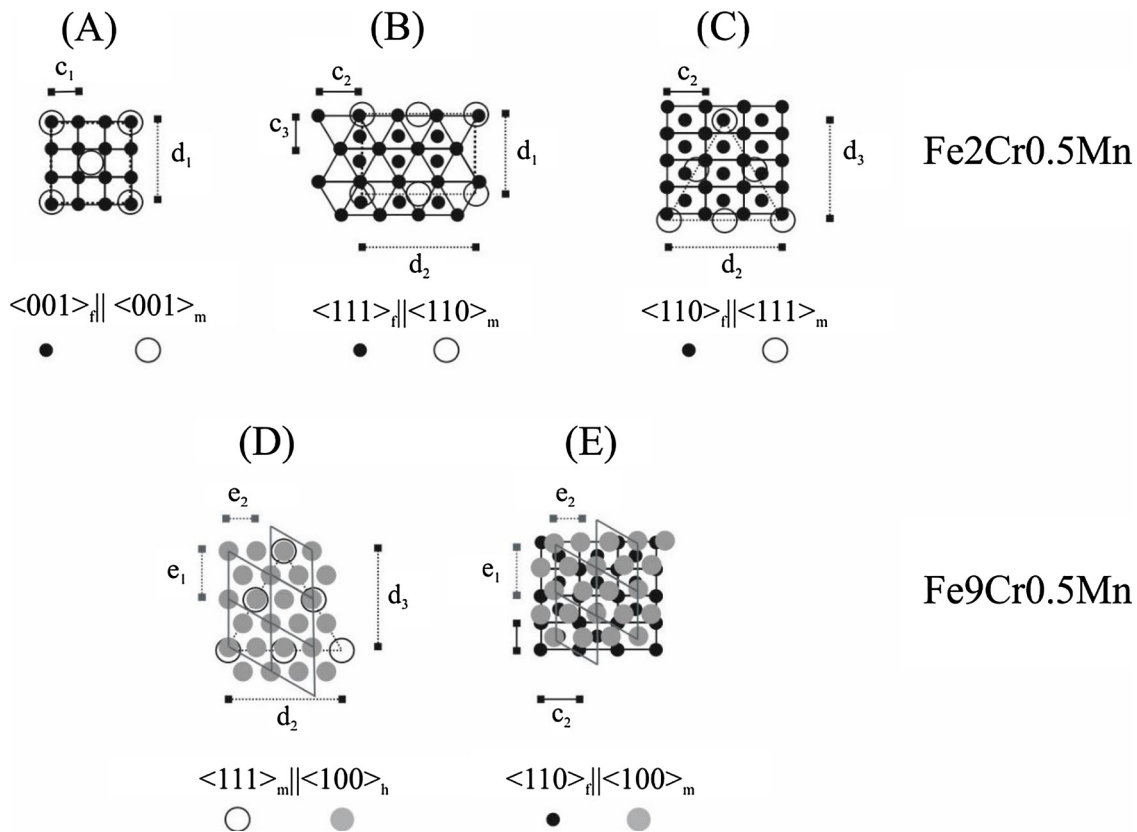 (A)
(B)
(C)
c₁
c₂
c₂
c₃
d₁
d₁
d₃
Fe2Cr0.5Mn
d₂
d₂
<001>f|| <001>m
<111>f||<110>m
<110>f||<111>m
(D)
(E)
e₂
e₂
e₁
d₃
e₁
Fe9Cr0.5Mn
d₂
c₂
<111>m||<100>h
<110>f||<100>m